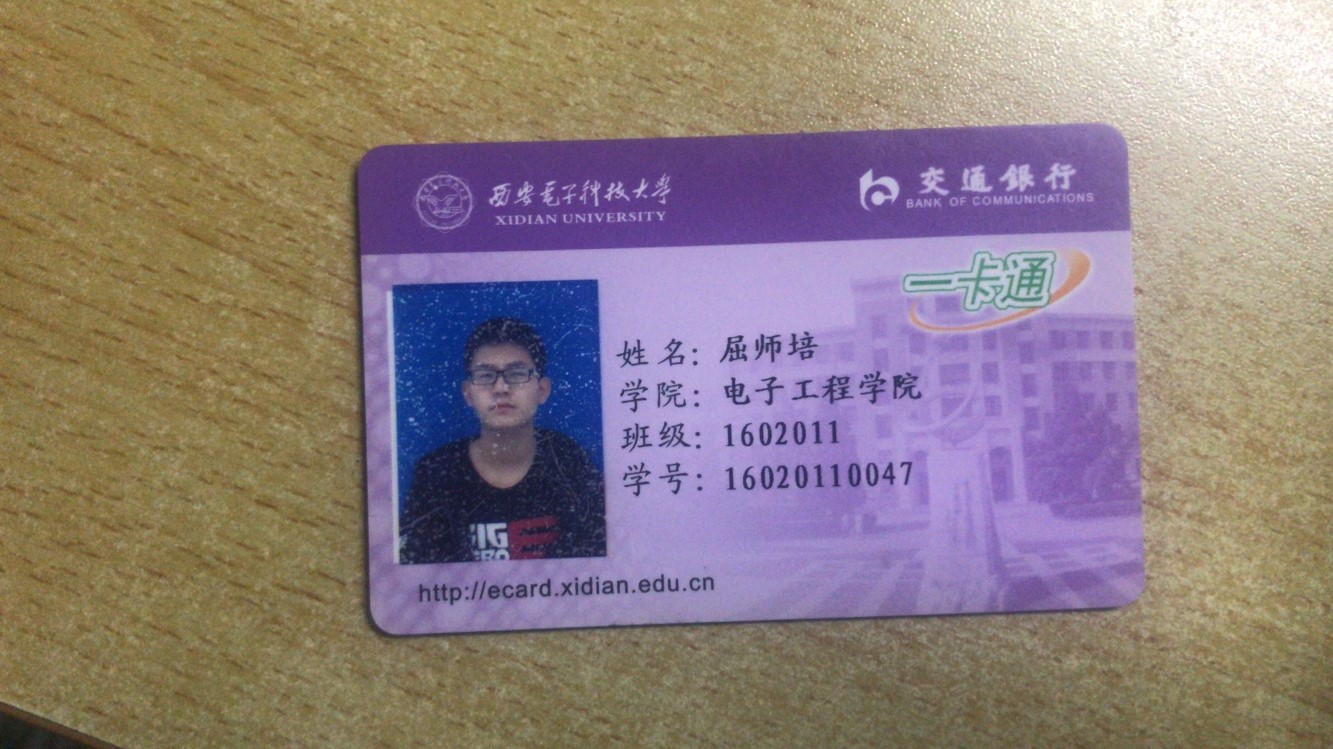 西安电子科技大学
XIDIAN UNIVERSITY
交通銀行
BANK OF COMMUNICATIONS
一卡通
姓名: 屈师培
学院: 电子工程学院
班级: 1602011
学号: 16020110047
http://ecard.xidian.edu.cn